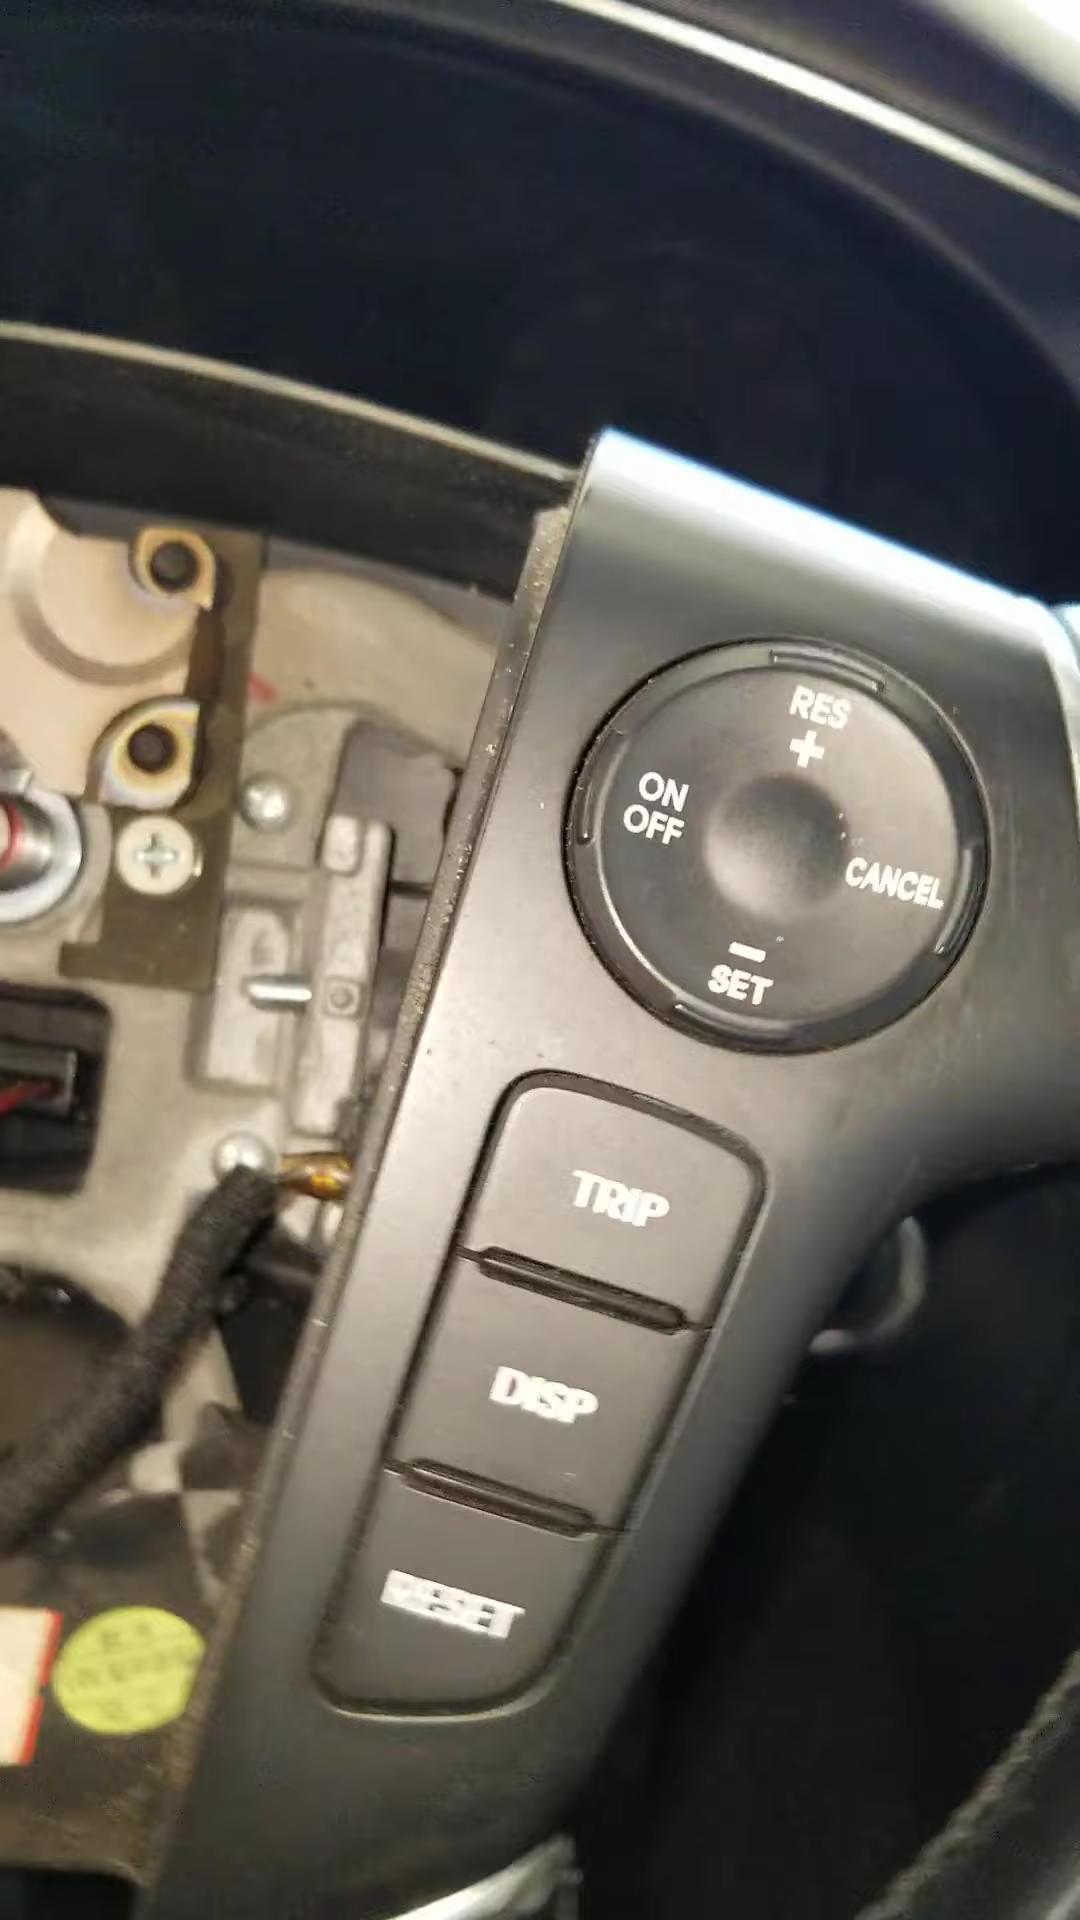 RES
+
ON
OFF
CANCEL
−
SET
TRIP
DISP
RESET